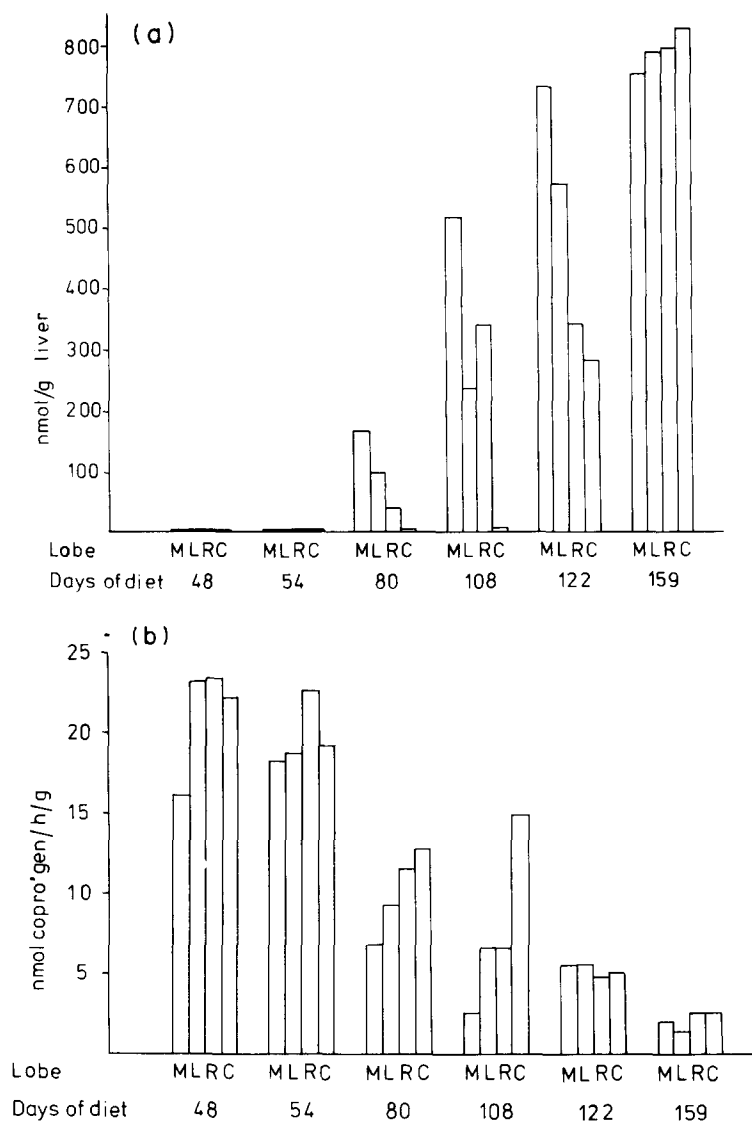 (a)
800
700
600
500
400
300
200
100
nmol/g liver
Lobe MLRC MLRC MLRC MLRC MLRC MLRC
Days of diet 48 54 80 108 122 159
(b)
25
20
15
10
5
nmol copro'gen/h/g
Lobe MLRC MLRC MLRC MLRC MLRC MLRC
Days of diet 48 54 80 108 122 159